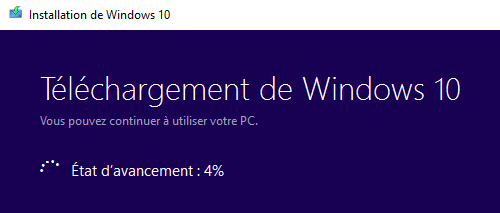 Installation de Windows 10
Téléchargement de Windows 10
Vous pouvez continuer à utiliser votre PC.
État d'avancement : 4%